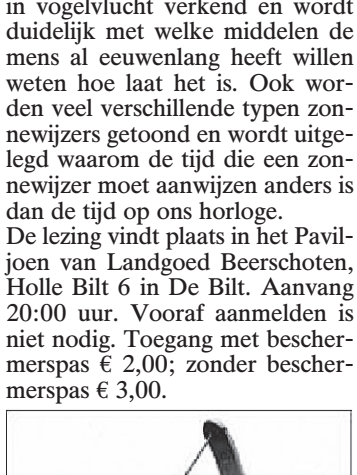 in vogelvlucht verkend en wordt
duidelijk met welke middelen de
mens al eeuwenlang heeft willen
weten hoe laat het is. Ook wor-
den veel verschillende typen zon-
newijzers getoond en wordt uitge-
legd waarom de tijd die een zon-
newijzer moet aanwijzen anders is
dan de tijd op ons horloge.
De lezing vindt plaats in het Pavil-
joen van Landgoed Beerschoten,
Holle Bilt 6 in De Bilt. Aanvang
20:00 uur. Vooraf aanmelden is
niet nodig. Toegang met bescher-
merspas € 2,00; zonder bescher-
merspas € 3,00.